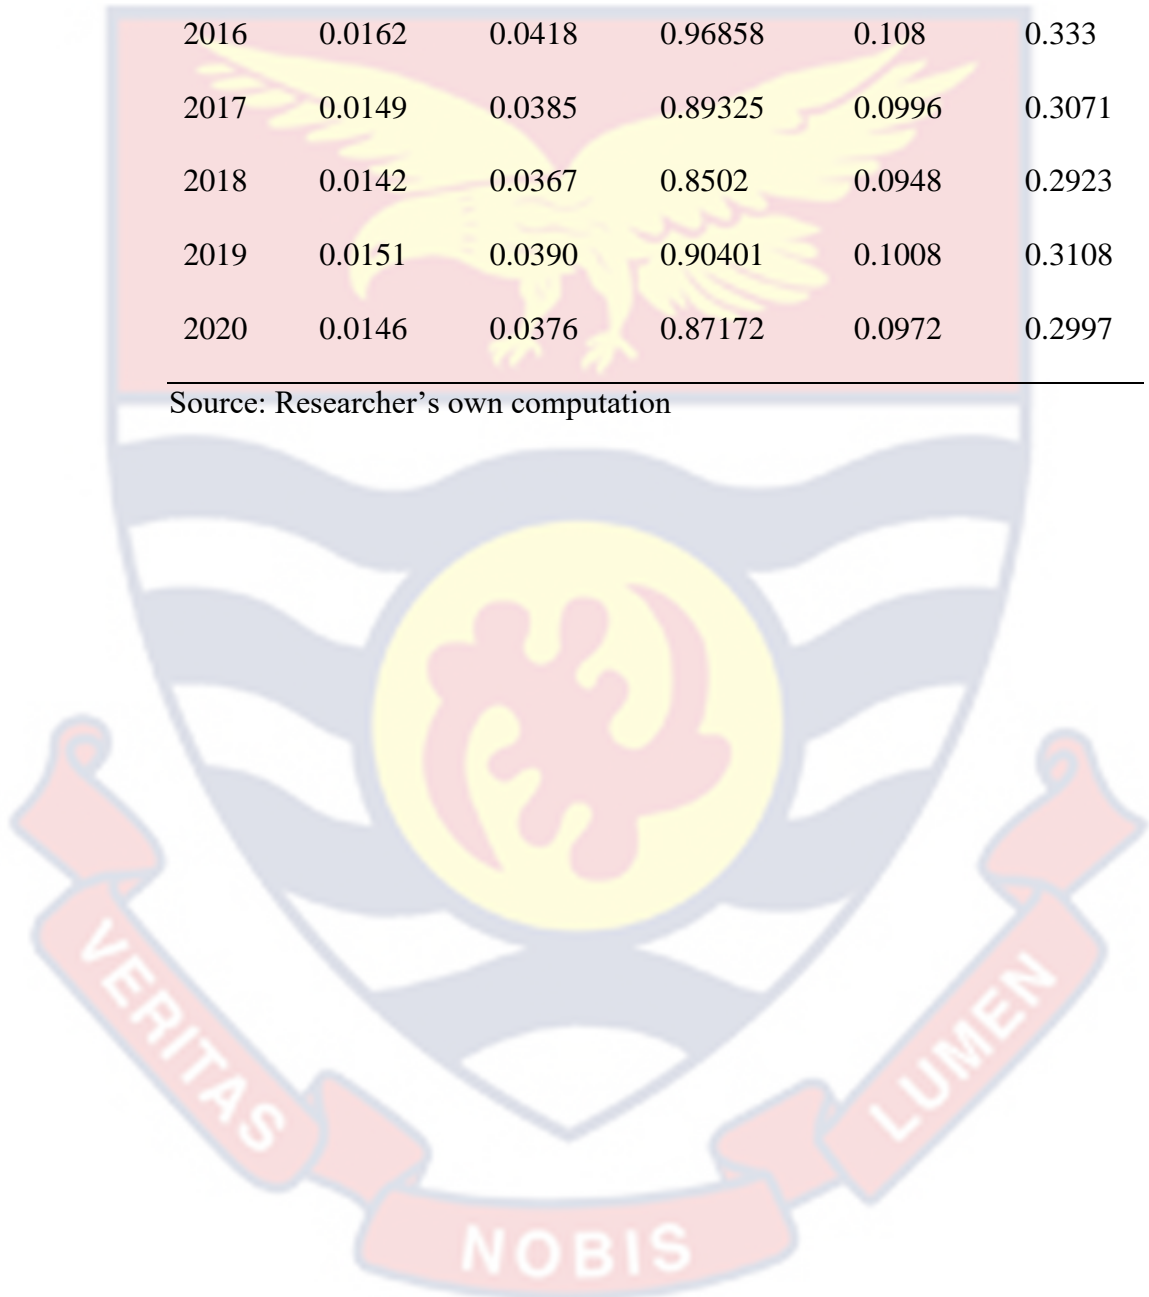 2016 0.0162 0.0418 0.96858 0.108 0.333
2017 0.0149 0.0385 0.89325 0.0996 0.3071
2018 0.0142 0.0367 0.8502 0.0948 0.2923
2019 0.0151 0.0390 0.90401 0.1008 0.3108
2020 0.0146 0.0376 0.87172 0.0972 0.2997
Source: Researcher’s own computation
VERITAS
NOBIS
LUMEN